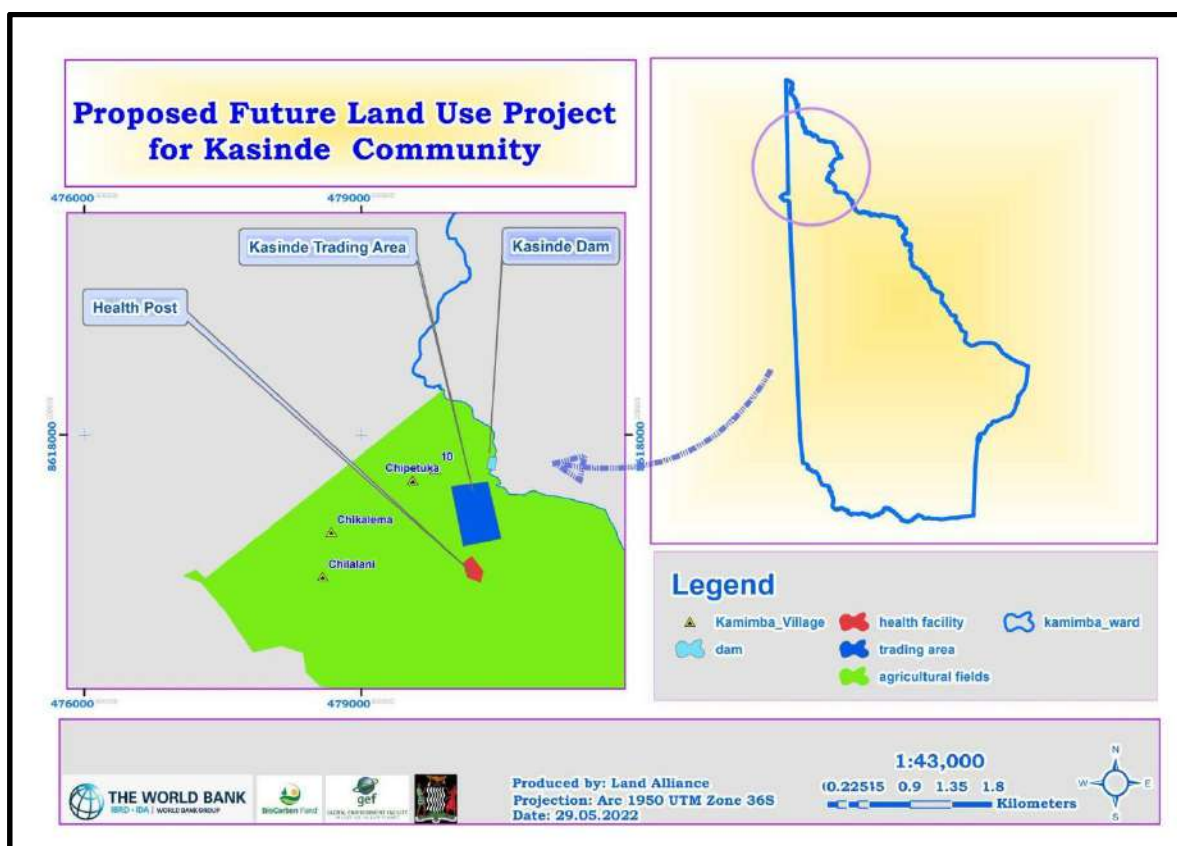 Proposed Future Land Use Project
for Kasinde Community
476000
479000
Kasinde Trading Area
Kasinde Dam
Health Post
8618000
8618000
10
Chipetuka
Chikalema
Chilalani
476000
479000
Legend
Kamimba_Village
health facility
kamimba_ward
dam
trading area
agricultural fields
THE WORLD BANK
IBRD • IDA | WORLD BANK GROUP
BioCarbon Fund
gef
GLOBAL ENVIRONMENT FACILITY
Produced by: Land Alliance
Projection: Arc 1950 UTM Zone 36S
Date: 29.05.2022
1:43,000
0.22515 0.9 1.35 1.8
Kilometers
N
W
E
S